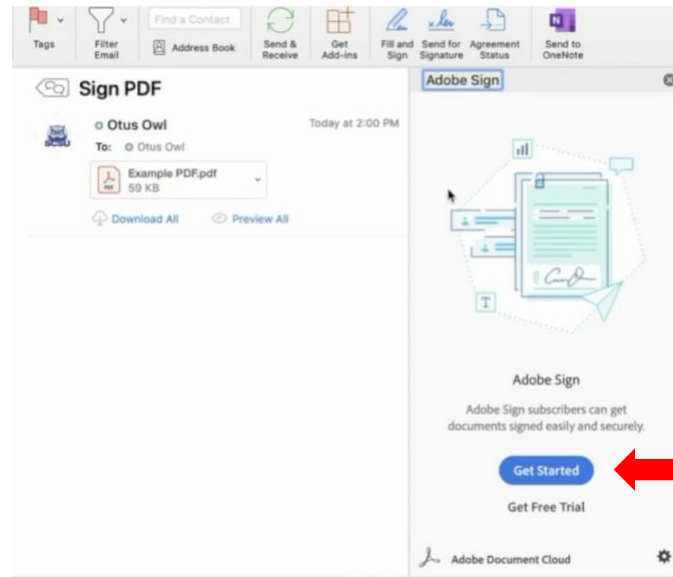 Tags
Filter
Email
Find a Contact
Address Book
Send &
Receive
Get
Add-ins
Fill and
Sign
Send for
Signature
Agreement
Status
Send to
OneNote
Sign PDF
Otus Owl
Today at 2:00 PM
To: Otus Owl
SCSU
PDF
Example PDF.pdf
59 KB
Download All
Preview All
Adobe Sign
T
Adobe Sign
Adobe Sign subscribers can get
documents signed easily and securely.
Get Started
Get Free Trial
Adobe Document Cloud